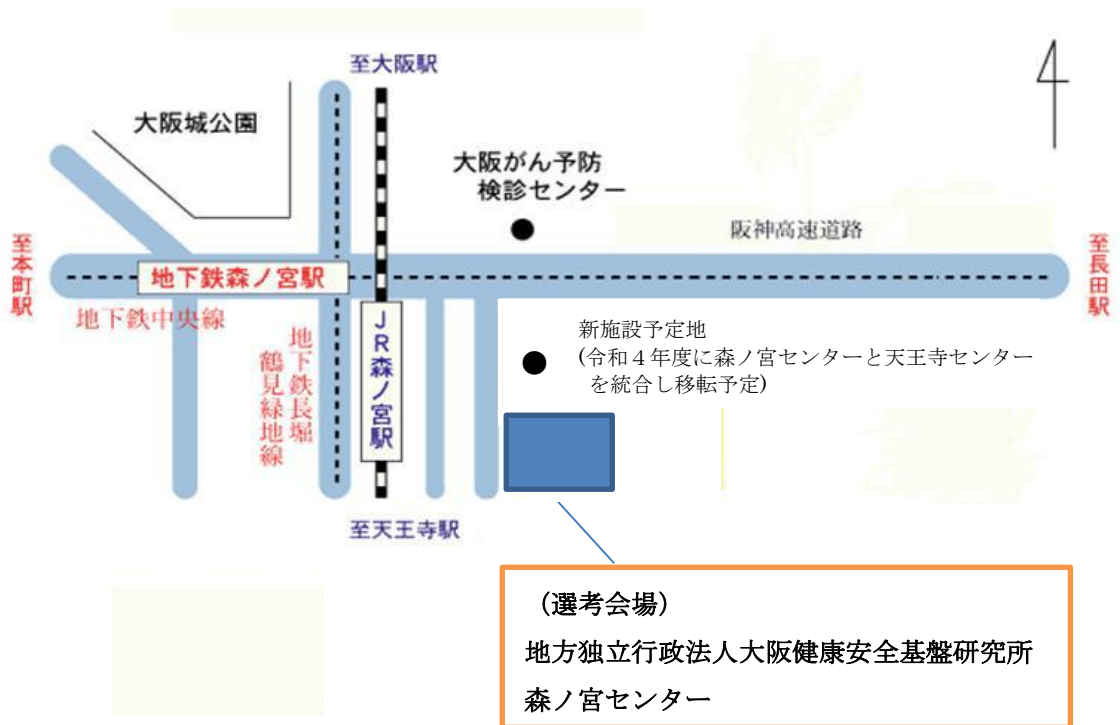 至大阪駅
大阪城公園
大阪がん予防
検診センター
阪神高速道路
至本町駅
地下鉄森ノ宮駅
至長田駅
地下鉄中央線
地下鉄長堀
鶴見緑地線
JR森ノ宮駅
新施設予定地
(令和４年度に森ノ宮センターと天王寺センター
を統合し移転予定)
至天王寺駅
（選考会場）
地方独立行政法人大阪健康安全基盤研究所
森ノ宮センター